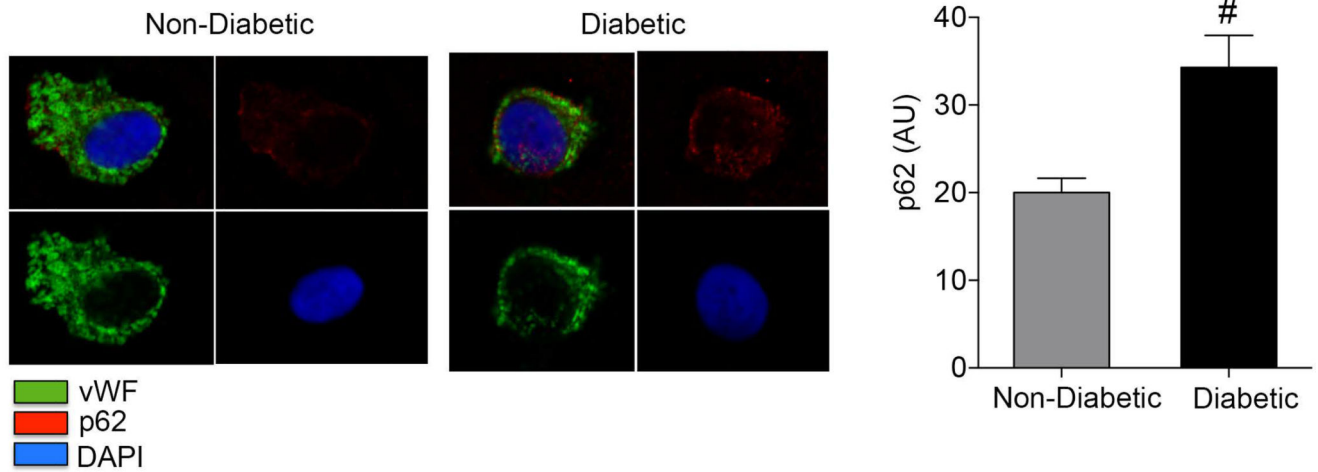 Non-Diabetic
Diabetic
vWF
p62
DAPI
#
40
30
20
10
0
p62 (AU)
Non-Diabetic
Diabetic